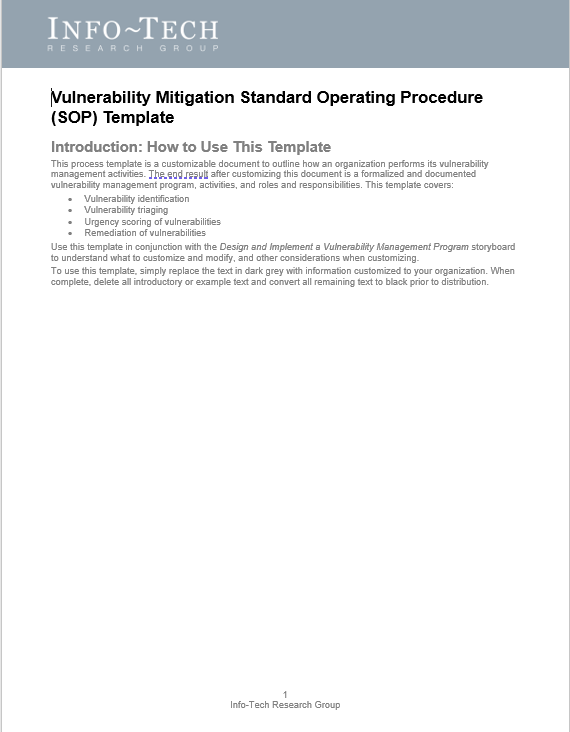 INFO~TECH
RESEARCH GROUP
Vulnerability Mitigation Standard Operating Procedure
(SOP) Template
Introduction: How to Use This Template
This process template is a customizable document to outline how an organization performs its vulnerability
management activities. The end result after customizing this document is a formalized and documented
vulnerability management program, activities, and roles and responsibilities. This template covers:
• Vulnerability identification
• Vulnerability triaging
• Urgency scoring of vulnerabilities
• Remediation of vulnerabilities
Use this template in conjunction with the Design and Implement a Vulnerability Management Program storyboard
to understand what to customize and modify, and other considerations when customizing.
To use this template, simply replace the text in dark grey with information customized to your organization. When
complete, delete all introductory or example text and convert all remaining text to black prior to distribution.
1
Info-Tech Research Group